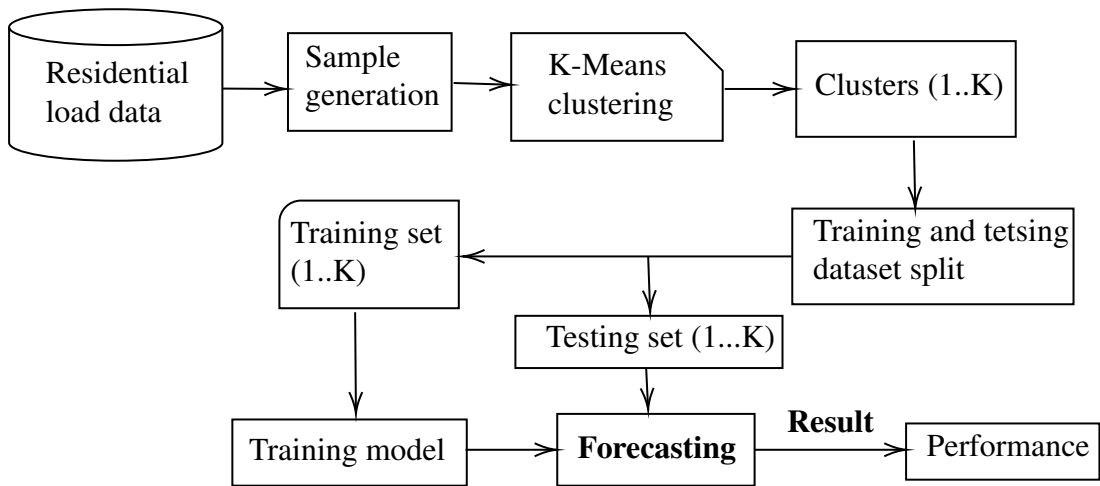 Residential
load data
Sample
generation
K-Means
clustering
Clusters (1..K)
Training and tetsing
dataset split
Training set
(1..K)
Testing set (1...K)
Training model
Forecasting
Result
Performance